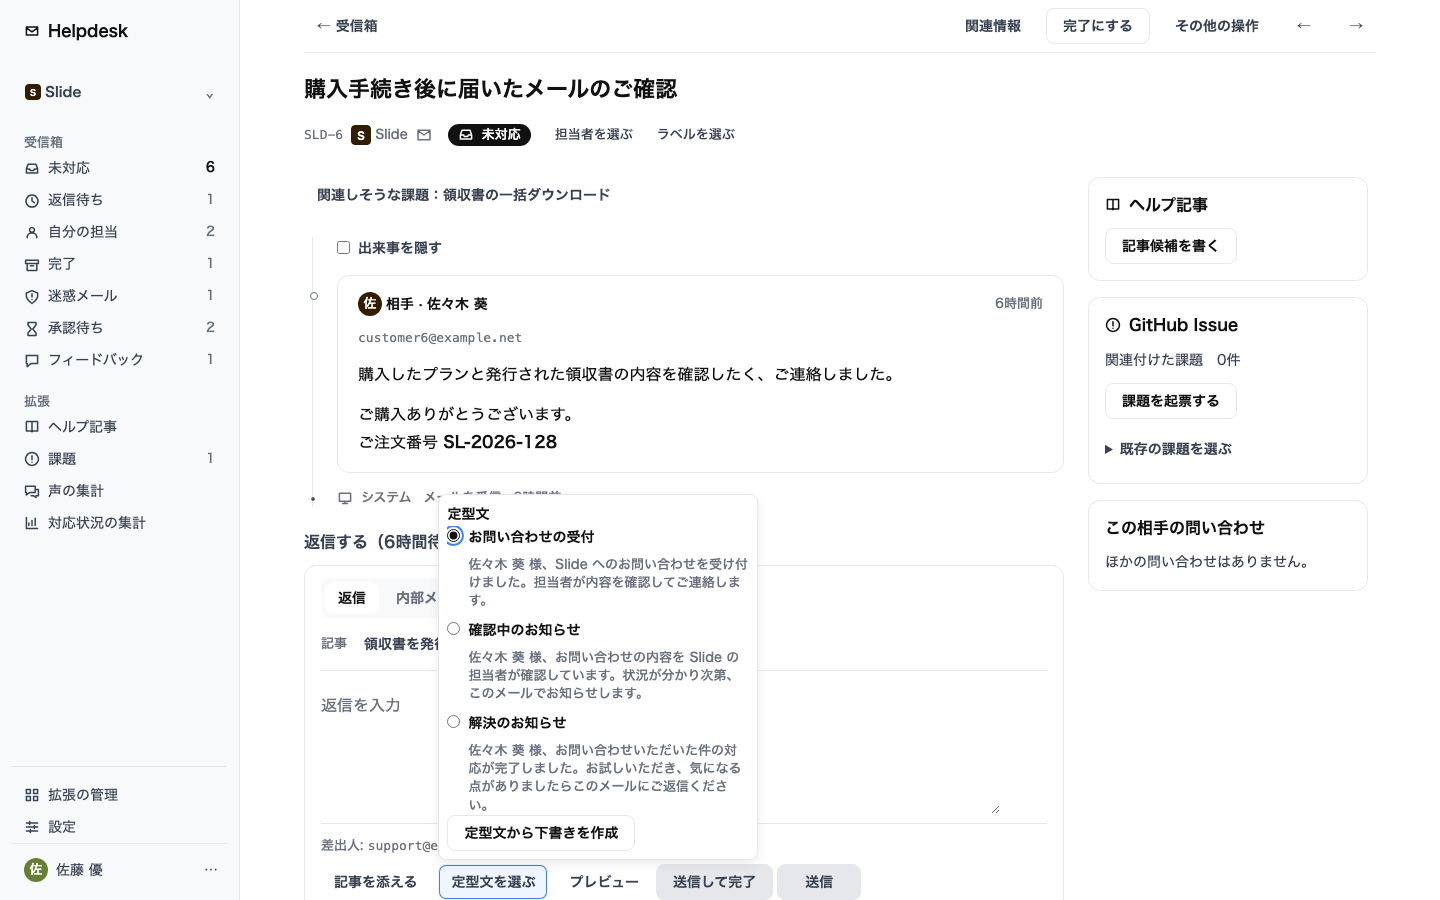 Helpdesk
S Slide
受信箱
未対応 6
返信待ち 1
自分の担当 2
完了 1
迷惑メール 1
承認待ち 2
フィードバック 1
拡張
ヘルプ記事
課題 1
声の集計
対応状況の集計
拡張の管理
設定
佐 佐藤 優 ...
← 受信箱
関連情報 完了にする その他の操作 ← →
購入手続き後に届いたメールのご確認
SLD-6 S Slide 未対応 担当者を選ぶ ラベルを選ぶ
関連しそうな課題：領収書の一括ダウンロード
出来事を隠す
佐 相手 · 佐々木 葵 6時間前
customer6@example.net
購入したプランと発行された領収書の内容を確認したく、ご連絡しました。
ご購入ありがとうございます。
ご注文番号 SL-2026-128
システム
返信する（6時間待
返信 内部メ
記事 領収書を発行
返信を入力
差出人: support@e
定型文
お問い合わせの受付
佐々木 葵 様、Slide へのお問い合わせを受け付
けました。担当者が内容を確認してご連絡しま
す。
確認中のお知らせ
佐々木 葵 様、お問い合わせの内容を Slide の
担当者が確認しています。状況が分かり次第、
このメールでお知らせします。
解決のお知らせ
佐々木 葵 様、お問い合わせいただいた件の対
応が完了しました。お試しいただき、気になる
点がありましたらこのメールにご返信くださ
い。
定型文から下書きを作成
記事を添える 定型文を選ぶ プレビュー 送信して完了 送信
ヘルプ記事
記事候補を書く
GitHub Issue
関連付けた課題 0件
課題を起票する
既存の課題を選ぶ
この相手の問い合わせ
ほかの問い合わせはありません。